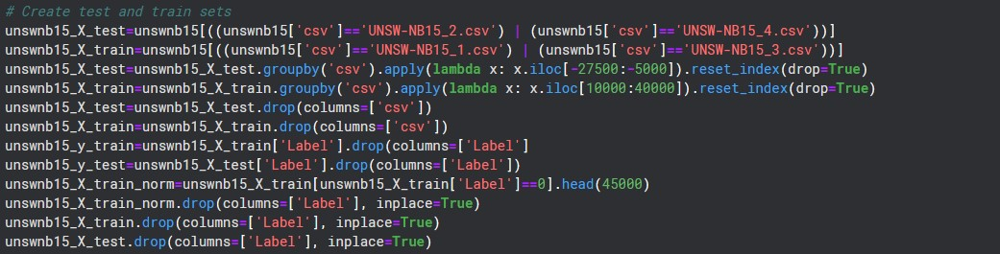 # Create test and train sets
unswnb15_X_test=unswnb15[((unswnb15['csv']=='UNSW-NB15_2.csv') | (unswnb15['csv']=='UNSW-NB15_4.csv'))]
unswnb15_X_train=unswnb15[((unswnb15['csv']=='UNSW-NB15_1.csv') | (unswnb15['csv']=='UNSW-NB15_3.csv'))]
unswnb15_X_test=unswnb15_X_test.groupby('csv').apply(lambda x: x.iloc[-27500:-5000]).reset_index(drop=True)
unswnb15_X_train=unswnb15_X_train.groupby('csv').apply(lambda x: x.iloc[10000:40000]).reset_index(drop=True)
unswnb15_X_test=unswnb15_X_test.drop(columns=['csv'])
unswnb15_X_train=unswnb15_X_train.drop(columns=['csv'])
unswnb15_y_train=unswnb15_X_train['Label'].drop(columns=['Label']
unswnb15_y_test=unswnb15_X_test['Label'].drop(columns=['Label'])
unswnb15_X_train_norm=unswnb15_X_train[unswnb15_X_train['Label']==0].head(45000)
unswnb15_X_train_norm.drop(columns=['Label'], inplace=True)
unswnb15_X_train.drop(columns=['Label'], inplace=True)
unswnb15_X_test.drop(columns=['Label'], inplace=True)